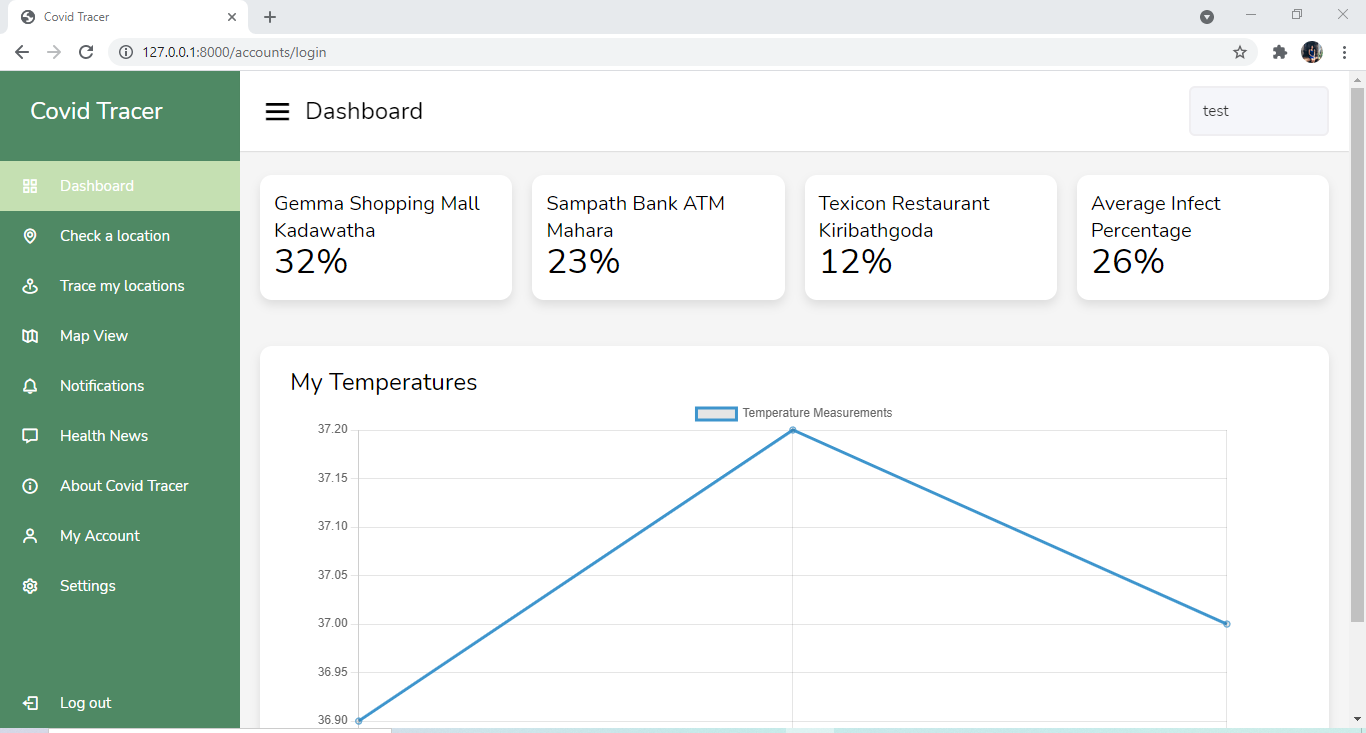 Covid Tracer
127.0.0.1:8000/accounts/login
Covid Tracer
Dashboard
Check a location
Trace my locations
Map View
Notifications
Health News
About Covid Tracer
My Account
Settings
Log out
Dashboard
test
Gemma Shopping Mall
Kadawatha
32%
Sampath Bank ATM
Mahara
23%
Texicon Restaurant
Kiribathgoda
12%
Average Infect
Percentage
26%
My Temperatures
Temperature Measurements
37.20
37.15
37.10
37.05
37.00
36.95
36.90